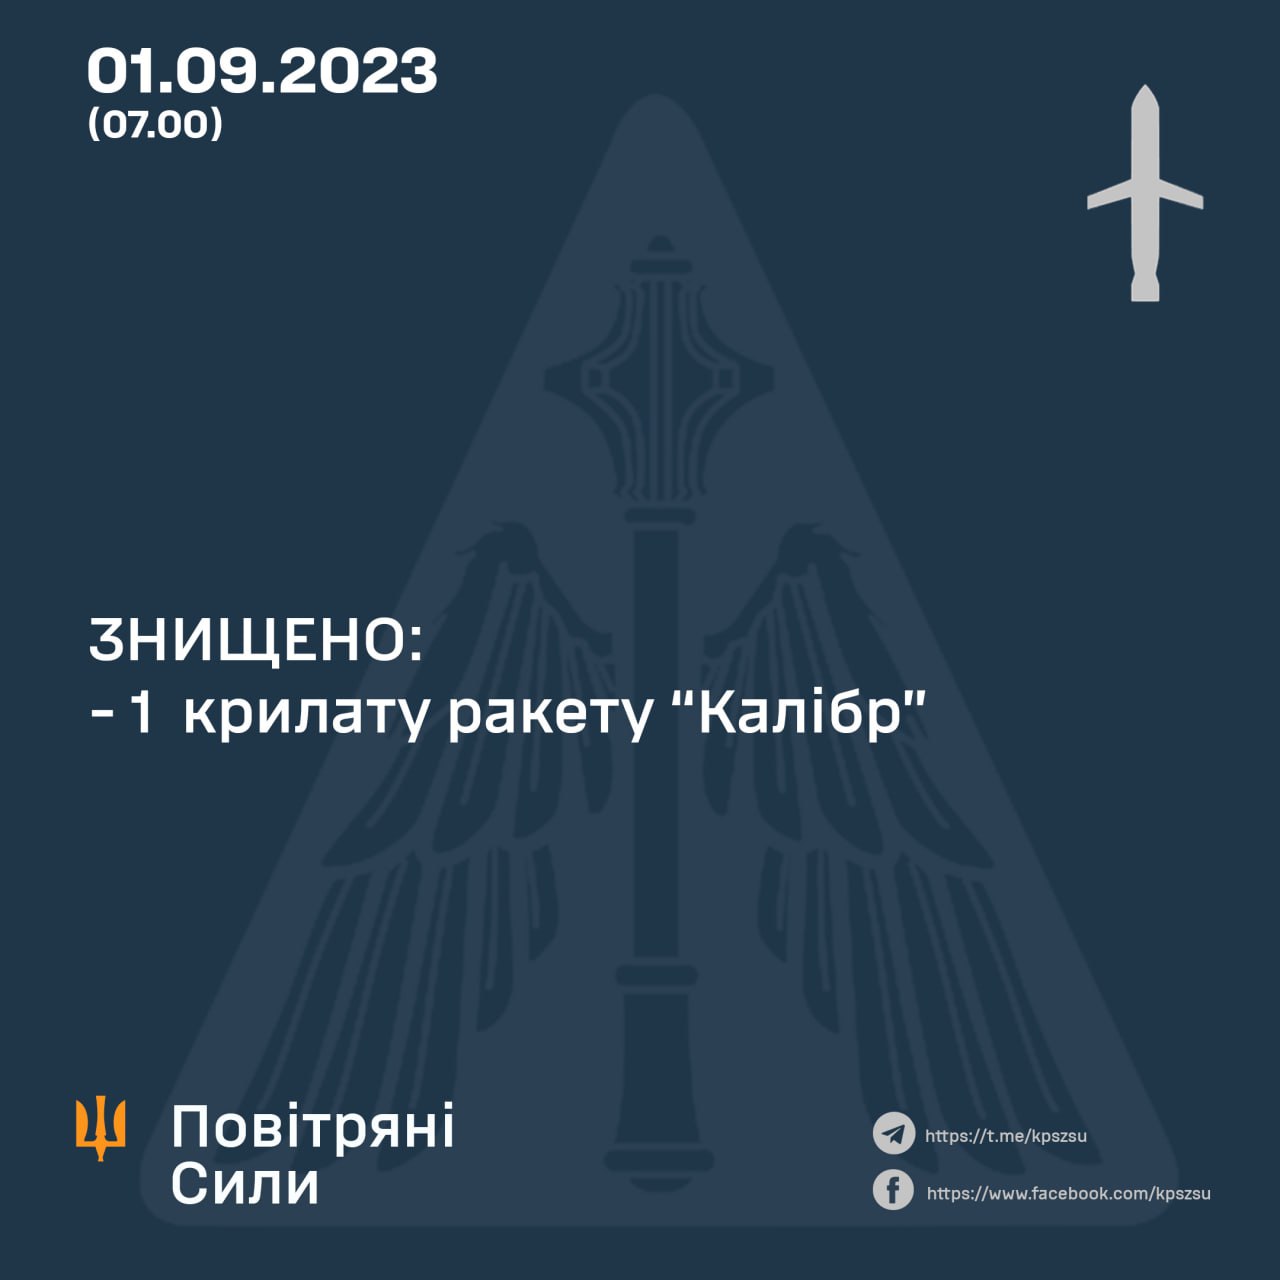 01.09.2023
(07.00)
ЗНИЩЕНО:
- 1 крилату ракету “Калібр”
Повітряні
Сили
https://t.me/kpszsu
https://www.facebook.com/kpszsu